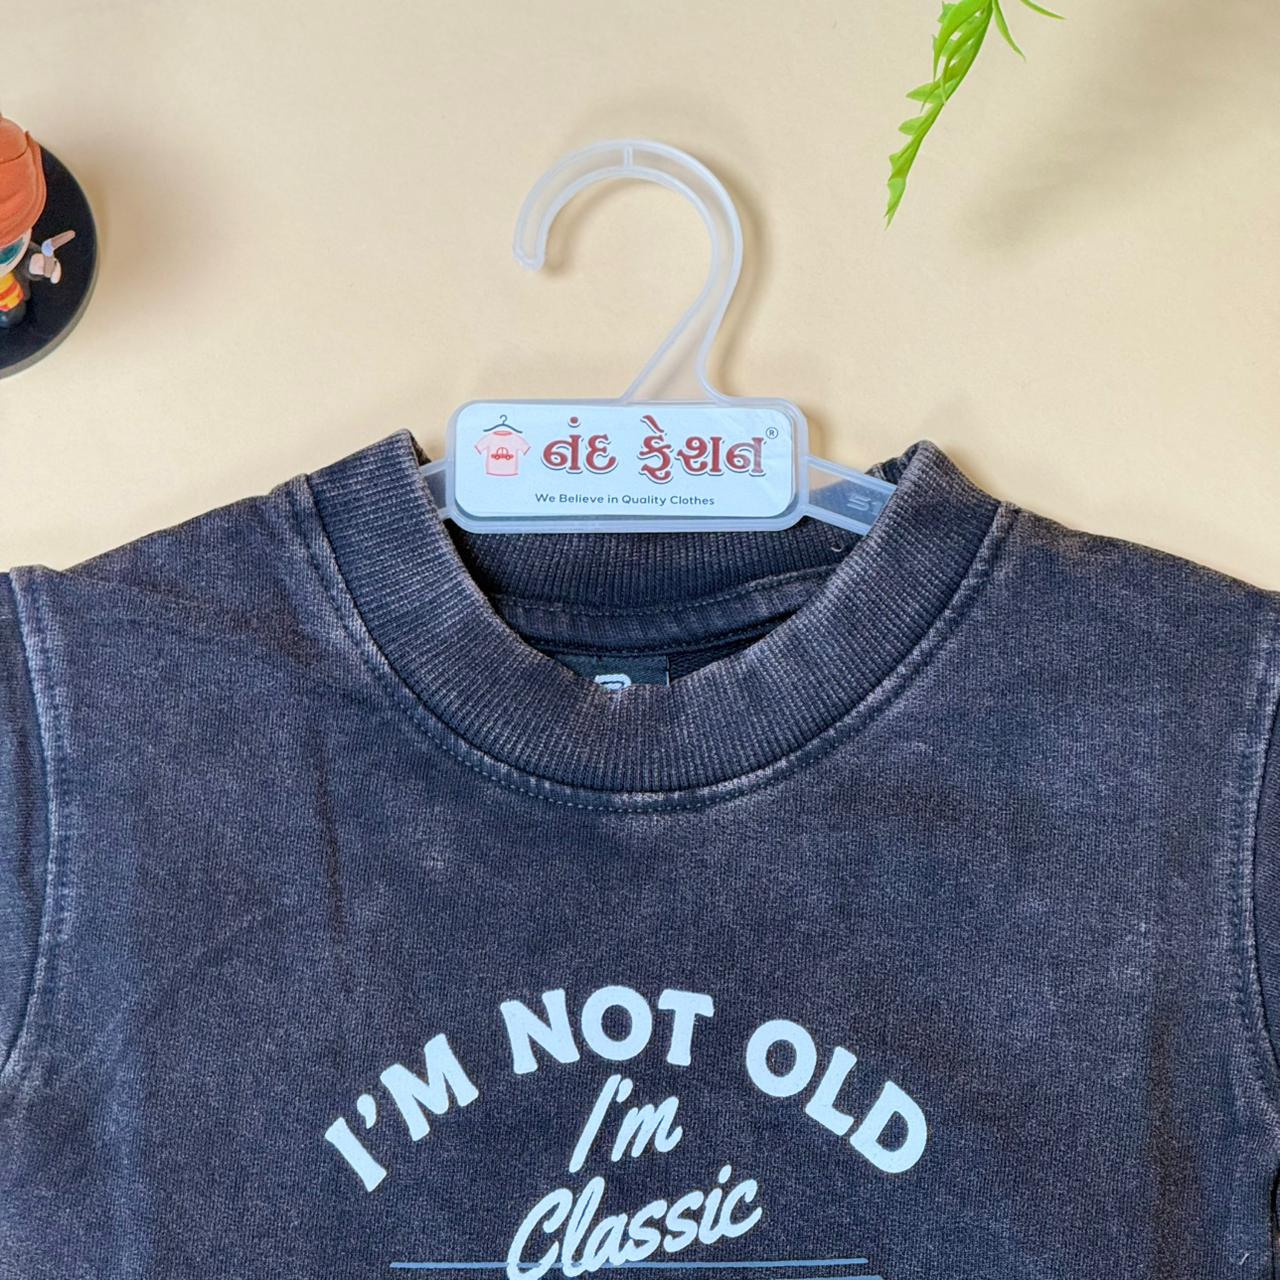 નંદ ફેશન®
We Believe in Quality Clothes
I'M NOT OLD
I'm
Classic